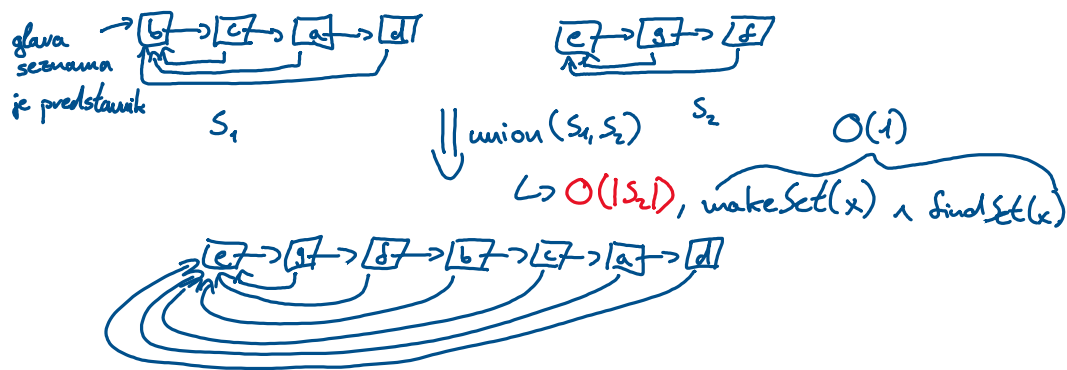 b c a d
e g f
glava
seznama
je predstavnik
S₁
S₂
union(S₁,S₂)
O(1)
↳ O(|S₂|), makeSet(x) ∧ findSet(x)
e g f b c a d